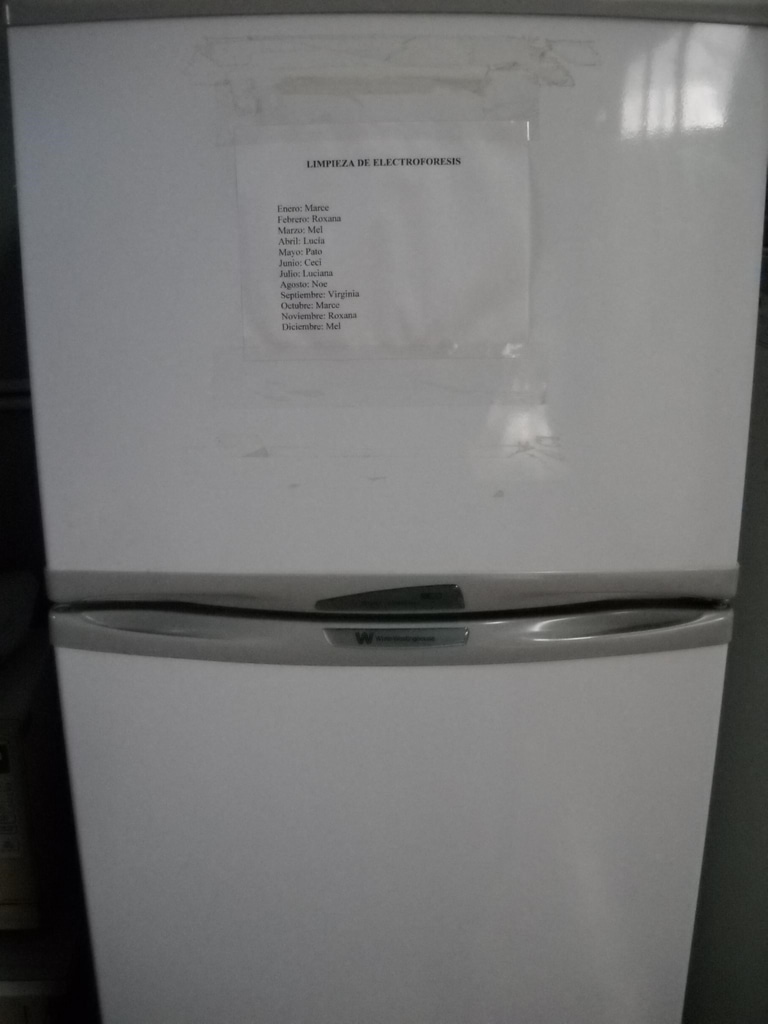 LIMPIEZA DE ELECTROFORESIS
Enero: Marce
Febrero: Roxana
Marzo: Mel
Abril: Lucía
Mayo: Pato
Junio: Ceci
Julio: Luciana
Agosto: Noe
Septiembre: Virginia
Octubre: Marce
Noviembre: Roxana
Diciembre: Mel
W